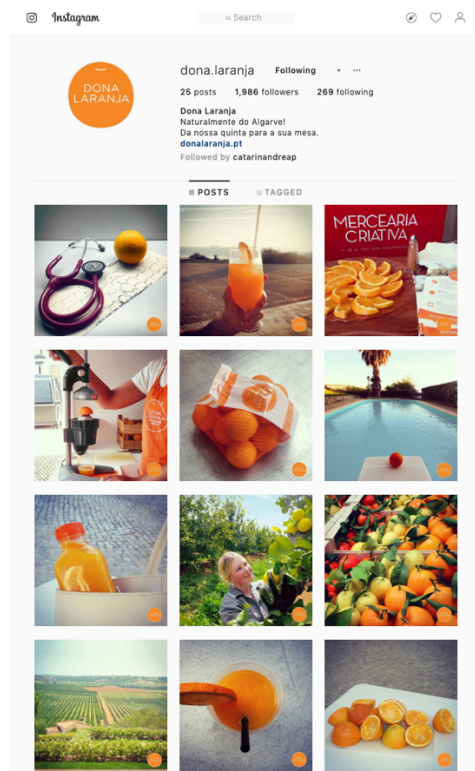 Instagram
Search
dona.laranja Following
25 posts 1,986 followers 269 following
DONA
LARANJA
Dona Laranja
Naturalmente do Algarve!
Da nossa quinta para a sua mesa.
donalaranja.pt
Followed by catarinandreap
POSTS TAGGED
MERCEARIA
CRIATIVA